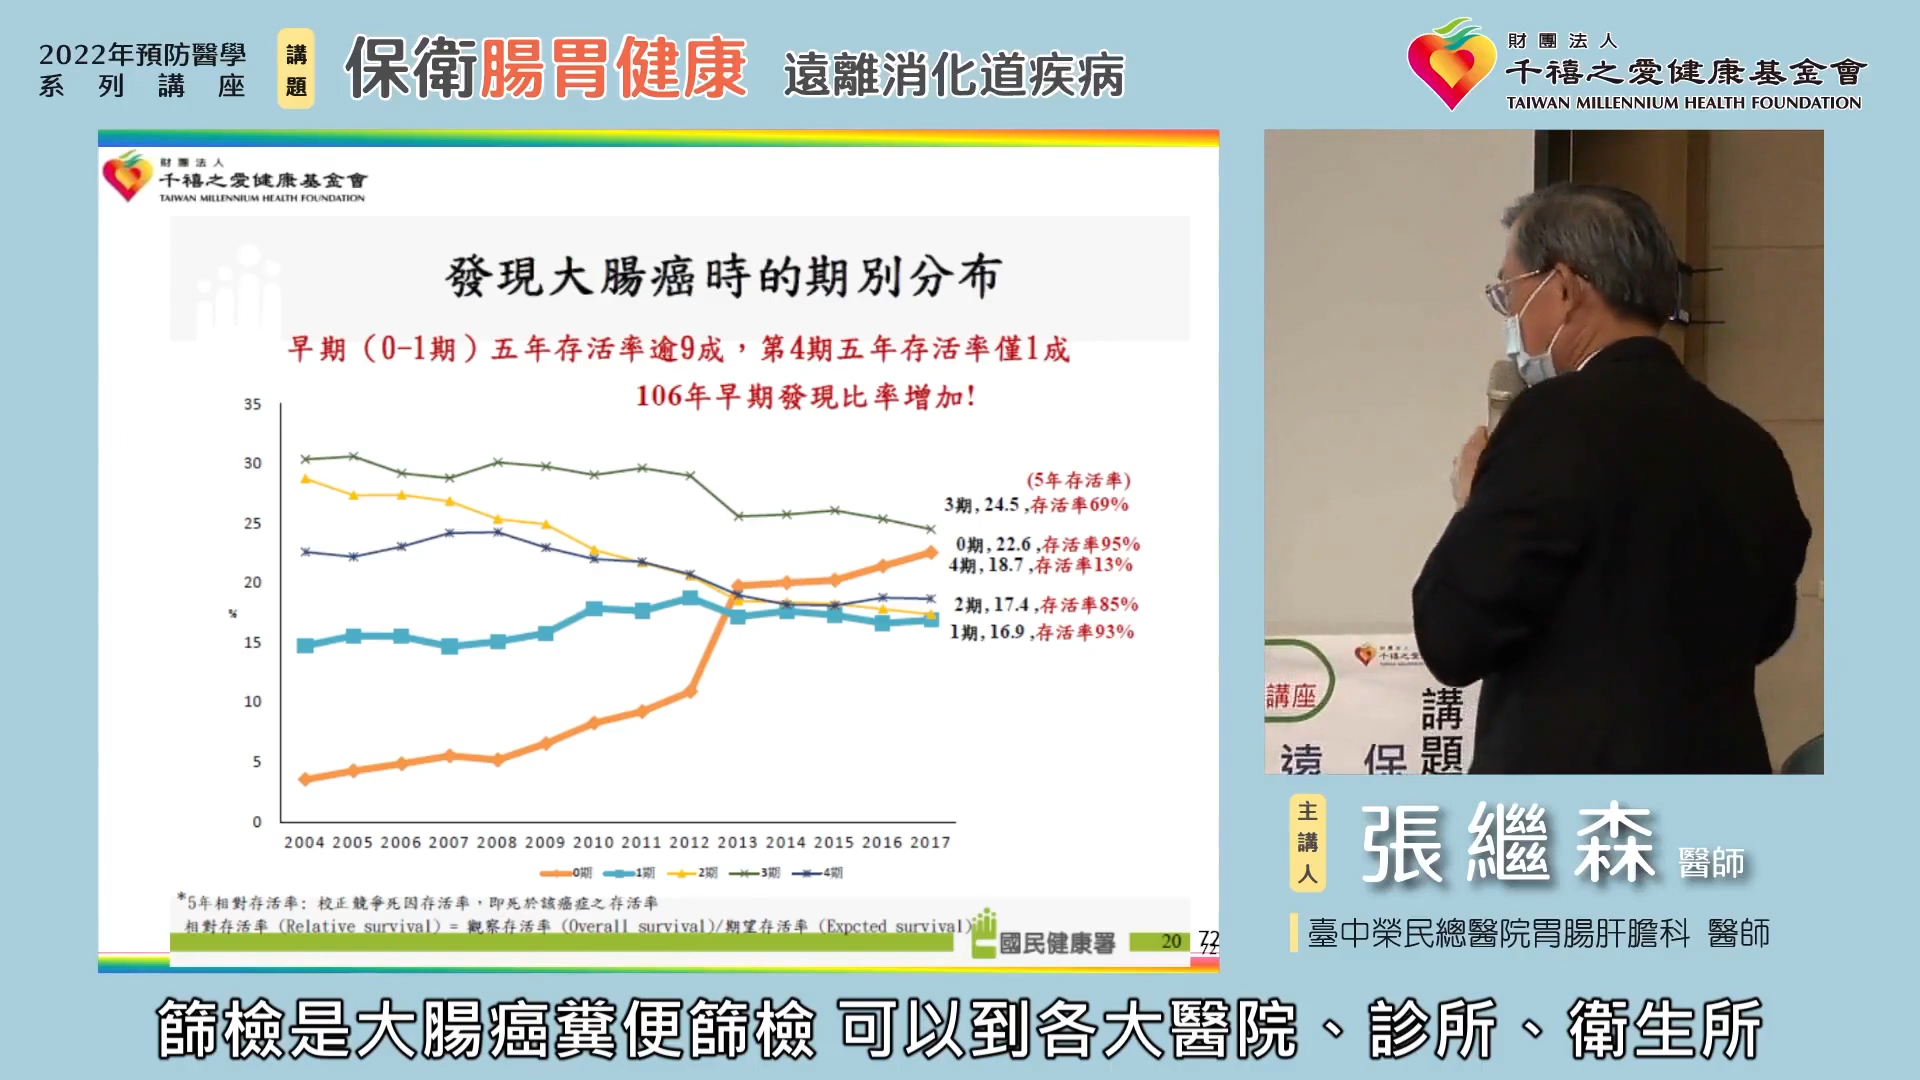 2022年預防醫學
系列講座
講題
保衛腸胃健康 遠離消化道疾病
財團法人
千禧之愛健康基金會
TAIWAN MILLENNIUM HEALTH FOUNDATION
財團法人
千禧之愛健康基金會
TAIWAN MILLENNIUM HEALTH FOUNDATION
發現大腸癌時的期別分布
早期（0-1期）五年存活率逾9成，第4期五年存活率僅1成
106年早期發現比率增加!
35
30
25
20
15
10
5
0
%
(5年存活率)
3期, 24.5 ,存活率69%
0期, 22.6 ,存活率95%
4期, 18.7 ,存活率13%
2期, 17.4 ,存活率85%
1期, 16.9 ,存活率93%
2004 2005 2006 2007 2008 2009 2010 2011 2012 2013 2014 2015 2016 2017
0期 1期 2期 3期 4期
*5年相對存活率: 校正競爭死因存活率，即死於該癌症之存活率
相對存活率 (Relative survival) = 觀察存活率 (Overall survival)/期望存活率 (Expcted survival)
國民健康署
20
72
72
講座
千禧之愛
講題
保
遠
主講人
張繼森 醫師
臺中榮民總醫院胃腸肝膽科 醫師
篩檢是大腸癌糞便篩檢 可以到各大醫院、診所、衛生所